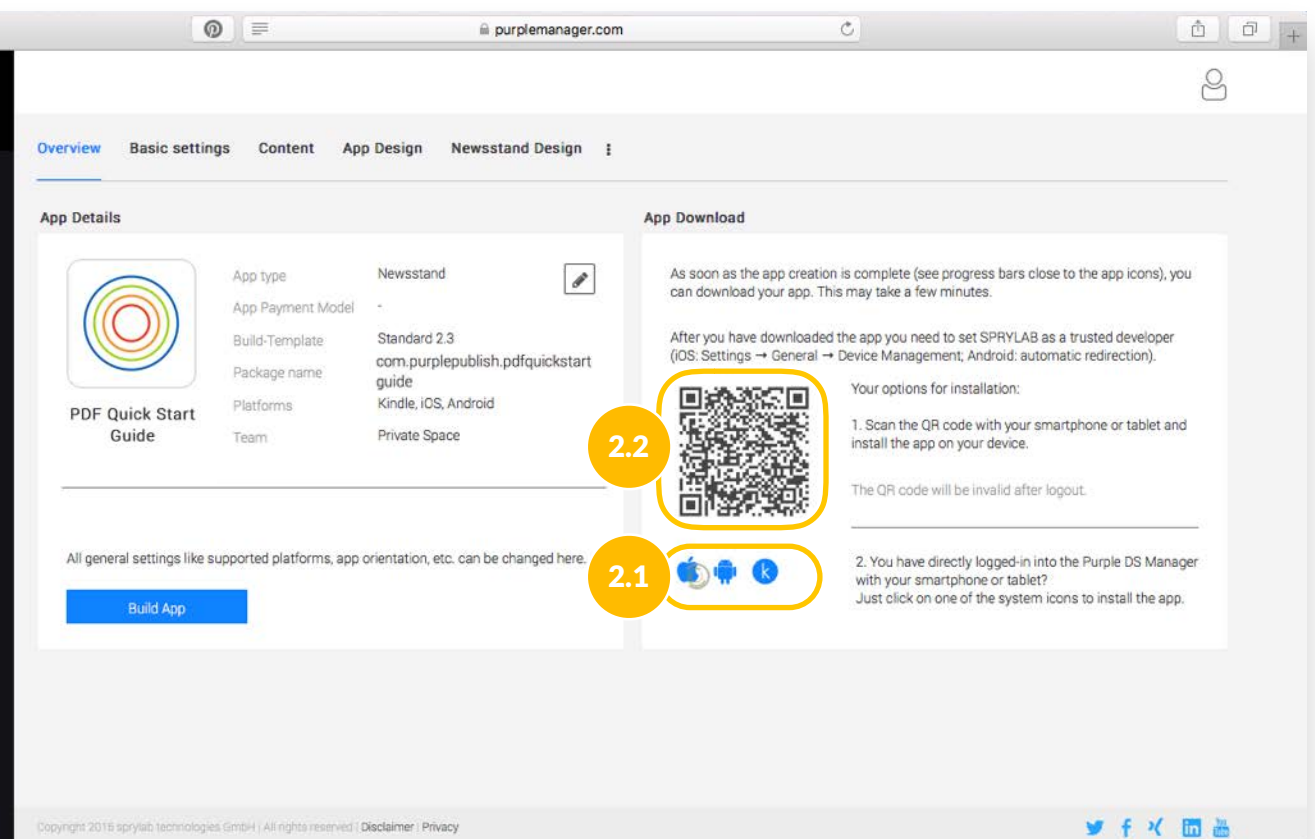 purplemanager.com
Overview Basic settings Content App Design Newsstand Design
App Details
App type Newsstand
App Payment Model -
Build-Template Standard 2.3
Package name com.purplepublish.pdfquickstart
guide
Platforms Kindle, iOS, Android
Team Private Space
PDF Quick Start
Guide
All general settings like supported platforms, app orientation, etc. can be changed here.
Build App
App Download
As soon as the app creation is complete (see progress bars close to the app icons), you
can download your app. This may take a few minutes.
After you have downloaded the app you need to set SPRYLAB as a trusted developer
(iOS: Settings → General → Device Management; Android: automatic redirection).
2.2
Your options for installation:
1. Scan the QR code with your smartphone or tablet and
install the app on your device.
The QR code will be invalid after logout.
2.1
k
2. You have directly logged-in into the Purple DS Manager
with your smartphone or tablet?
Just click on one of the system icons to install the app.
Copyright 2016 sprylab technologies GmbH | All rights reserved | Disclaimer | Privacy
f in You Tube